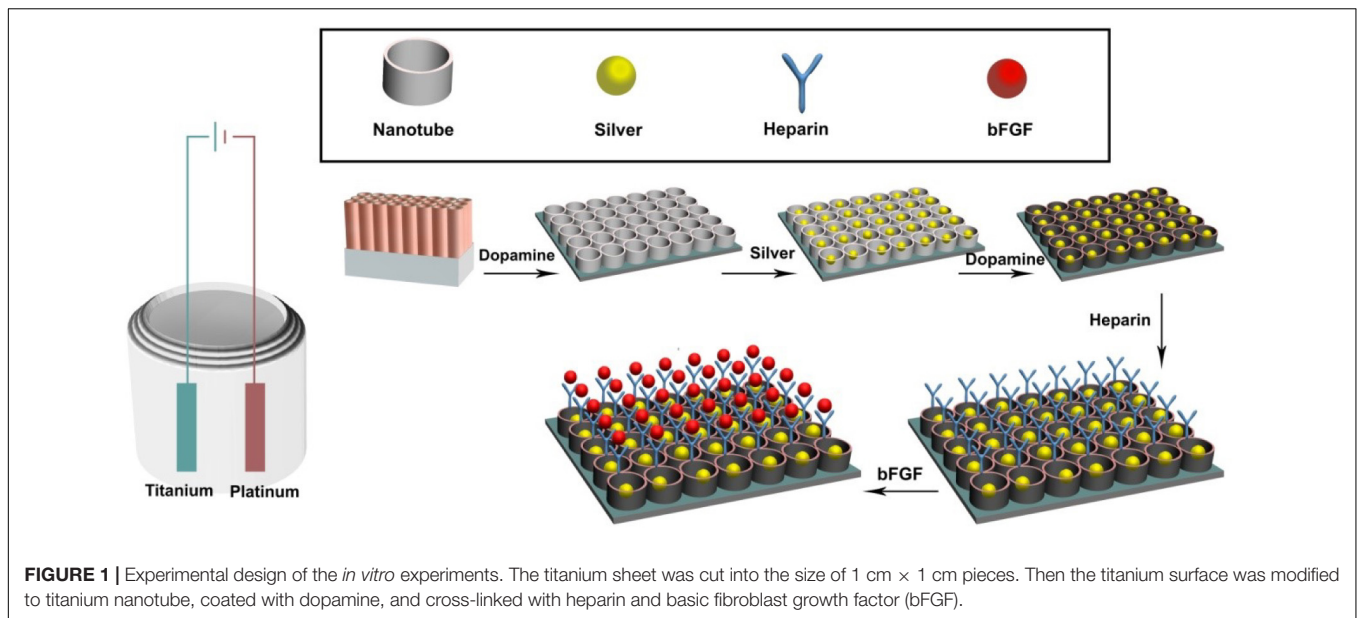 Nanotube
Silver
Heparin
bFGF
Dopamine
Silver
Dopamine
Heparin
bFGF
Titanium Platinum
FIGURE 1 | Experimental design of the in vitro experiments. The titanium sheet was cut into the size of 1 cm × 1 cm pieces. Then the titanium surface was modified
to titanium nanotube, coated with dopamine, and cross-linked with heparin and basic fibroblast growth factor (bFGF).